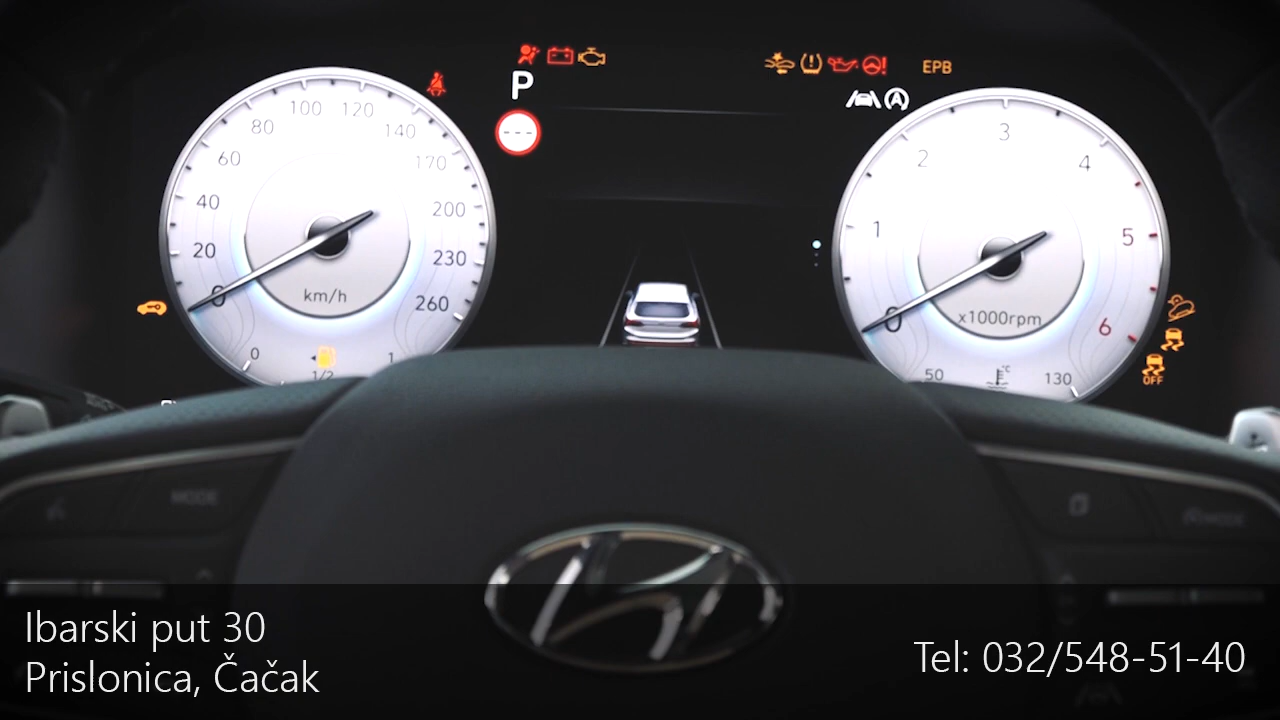 100 120
80 140
60 170
40 200
20 230
0 260
km/h
0 1/2 1
P
---
EPB
3
2 4
1 5
0 6
x1000rpm
50 °C 130
OFF
MODE
MODE
Ibarski put 30
Prislonica, Čačak
Tel: 032/548-51-40